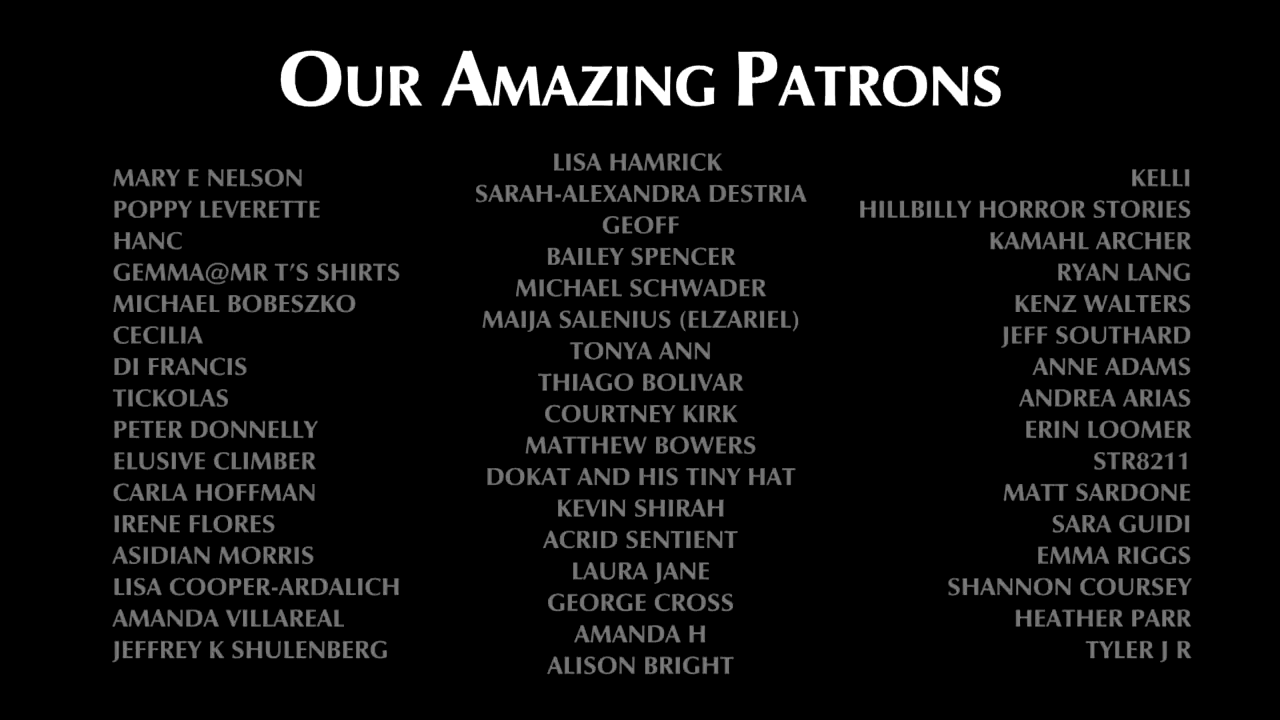 OUR AMAZING PATRONS
MARY E NELSON
POPPY LEVERETTE
HANC
GEMMA@MR T’S SHIRTS
MICHAEL BOBESZKO
CECILIA
DI FRANCIS
TICKOLAS
PETER DONNELLY
ELUSIVE CLIMBER
CARLA HOFFMAN
IRENE FLORES
ASIDIAN MORRIS
LISA COOPER-ARDALICH
AMANDA VILLAREAL
JEFFREY K SHULENBERG
LISA HAMRICK
SARAH-ALEXANDRA DESTRIA
GEOFF
BAILEY SPENCER
MICHAEL SCHWADER
MAIJA SALENIUS (ELZARIEL)
TONYA ANN
THIAGO BOLIVAR
COURTNEY KIRK
MATTHEW BOWERS
DOKAT AND HIS TINY HAT
KEVIN SHIRAH
ACRID SENTIENT
LAURA JANE
GEORGE CROSS
AMANDA H
ALISON BRIGHT
KELLI
HILLBILLY HORROR STORIES
KAMAHL ARCHER
RYAN LANG
KENZ WALTERS
JEFF SOUTHARD
ANNE ADAMS
ANDREA ARIAS
ERIN LOOMER
STR8211
MATT SARDONE
SARA GUIDI
EMMA RIGGS
SHANNON COURSEY
HEATHER PARR
TYLER J R